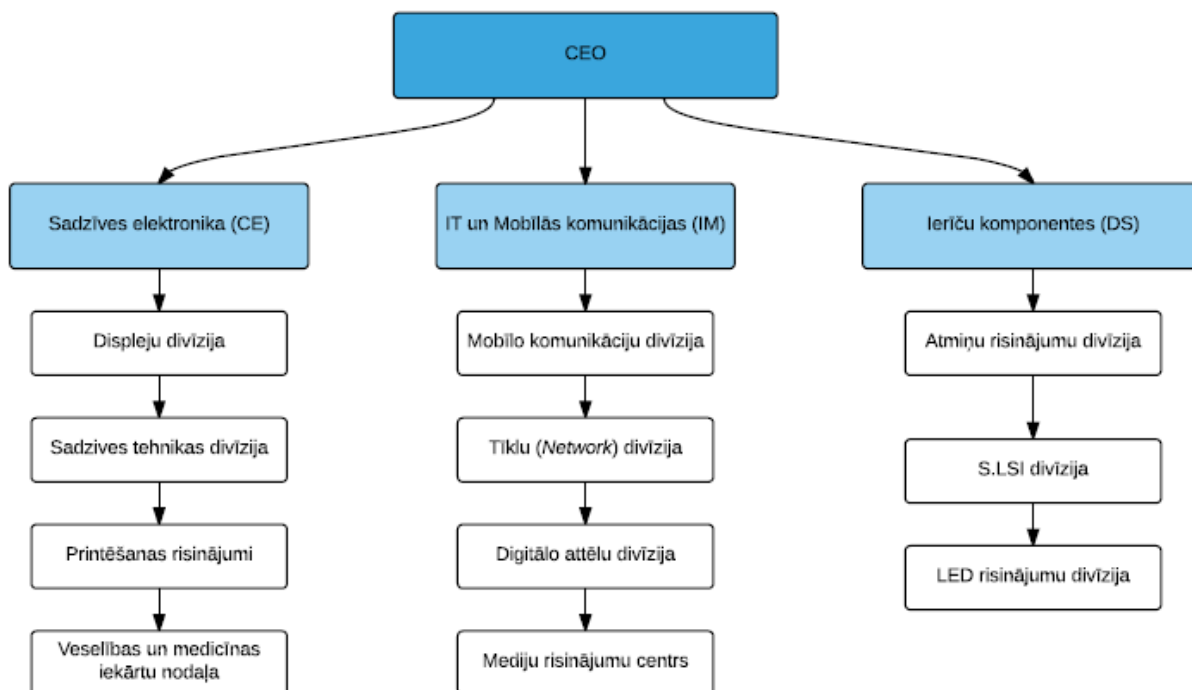 CEO
Sadzīves elektronika (CE)
IT un Mobīlās komunikācijas (IM)
Ierīču komponentes (DS)
Displeju divīzija
Mobīlo komunikāciju divīzija
Atmiņu risinājumu divīzija
Sadzives tehnikas divīzija
Tīklu (Network) divīzija
S.LSI divīzija
Printēšanas risinājumi
Digitālo attēlu divīzija
LED risinājumu divīzija
Veselības un medicīnas
iekārtu nodaļa
Mediju risinājumu centrs